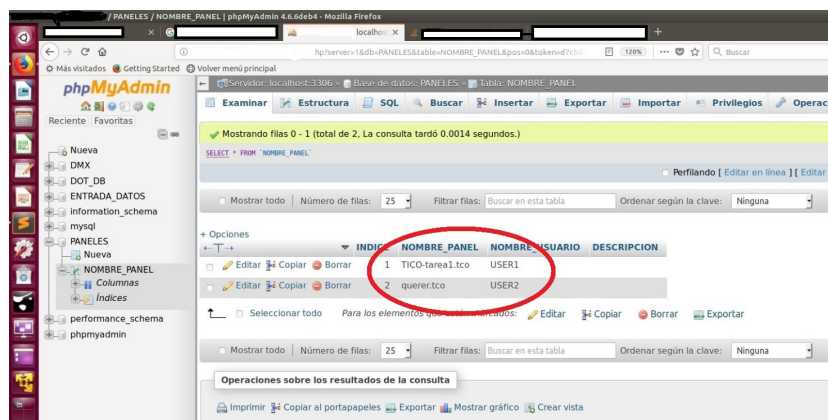 / PANELES / NOMBRE_PANEL | phpMyAdmin 4.6.6deb4 - Mozilla Firefox
localhost:
hp?server=1&db=PANELES&table=NOMBRE_PANEL&pos=0&token=d7cb
120%
Buscar
Más visitados Getting Started Volver menú principal
phpMyAdmin
Reciente Favoritas
Nueva
DMX
DOT_DB
ENTRADA_DATOS
information_schema
mysql
PANELES
Nueva
NOMBRE_PANEL
Columnas
Índices
performance_schema
phpmyadmin
Servidor: localhost:3306 » Base de datos: PANELES » Tabla: NOMBRE_PANEL
Examinar Estructura SQL Buscar Insertar Exportar Importar Privilegios Operac
Mostrando filas 0 - 1 (total de 2, La consulta tardó 0.0014 segundos.)
SELECT * FROM `NOMBRE_PANEL`
Perfilando [ Editar en línea ] [ Editar
Mostrar todo | Número de filas: 25 Filtrar filas: Buscar en esta tabla Ordenar según la clave: Ninguna
+ Opciones
←T→ INDICE NOMBRE_PANEL NOMBRE_USUARIO DESCRIPCION
Editar Copiar Borrar 1 TICO-tarea1.tco USER1
Editar Copiar Borrar 2 querer.tco USER2
Seleccionar todo Para los elementos que están marcados: Editar Copiar Borrar Exportar
Mostrar todo | Número de filas: 25 Filtrar filas: Buscar en esta tabla Ordenar según la clave: Ninguna
Operaciones sobre los resultados de la consulta
Imprimir Copiar al portapapeles Exportar Mostrar gráfico Crear vista